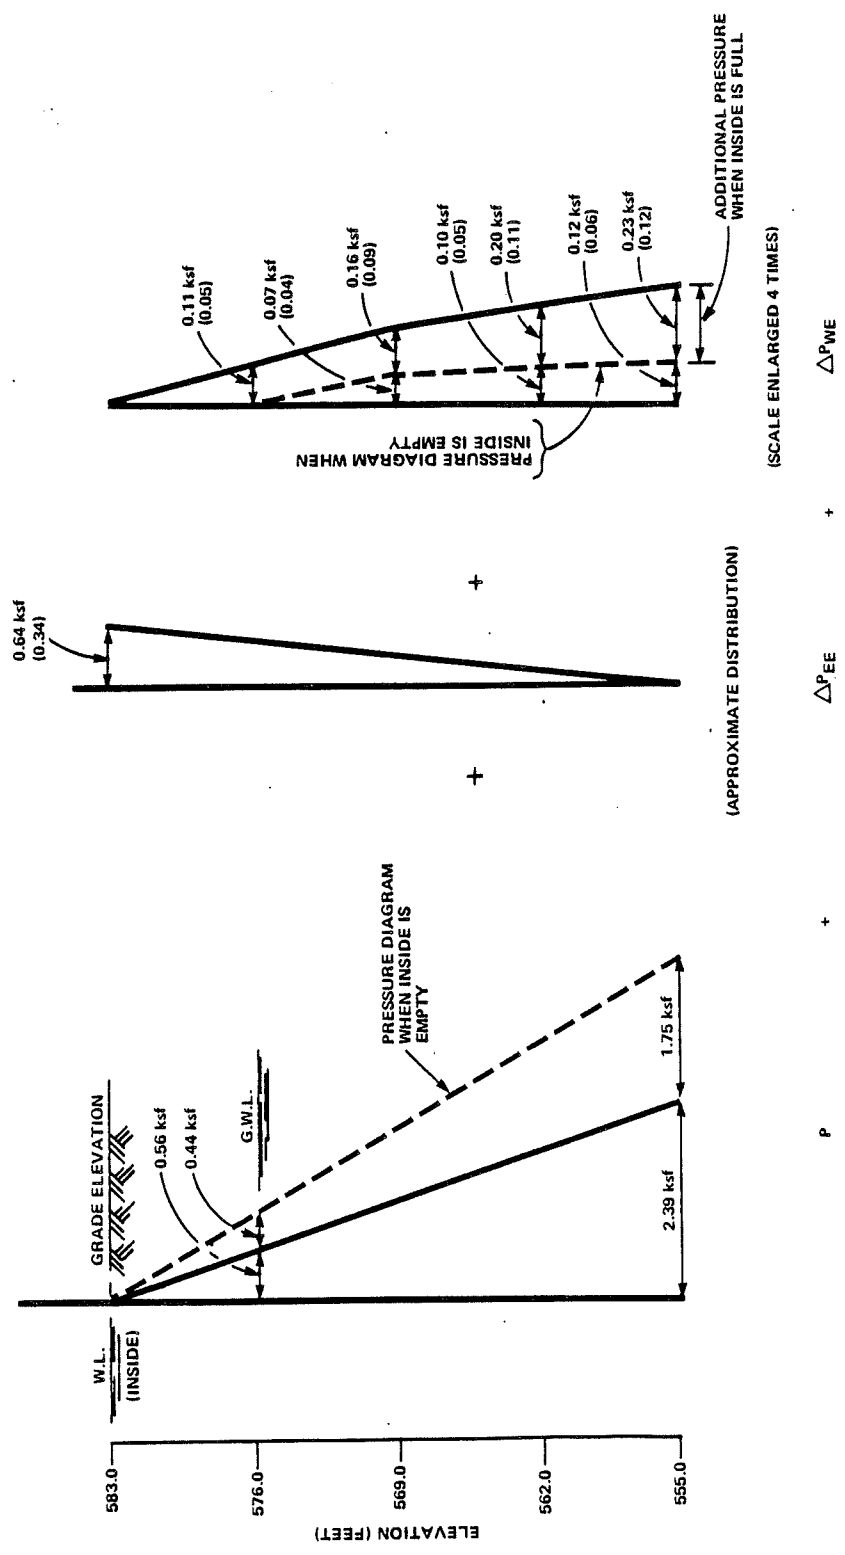 ELEVATION (FEET)
583.0
576.0
569.0
562.0
555.0
W.L.
(INSIDE)
GRADE ELEVATION
0.56 ksf
0.44 ksf
G.W.L.
PRESSURE DIAGRAM
WHEN INSIDE IS
EMPTY
2.39 ksf
1.75 ksf
+
0.64 ksf
(0.34)
(APPROXIMATE DISTRIBUTION)
+
PRESSURE DIAGRAM WHEN
INSIDE IS EMPTY
0.11 ksf
(0.05)
0.07 ksf
(0.04)
0.16 ksf
(0.09)
0.10 ksf
(0.05)
0.20 ksf
(0.11)
0.12 ksf
(0.06)
0.23 ksf
(0.12)
ADDITIONAL PRESSURE
WHEN INSIDE IS FULL
(SCALE ENLARGED 4 TIMES)
P + △PEE + △PWE